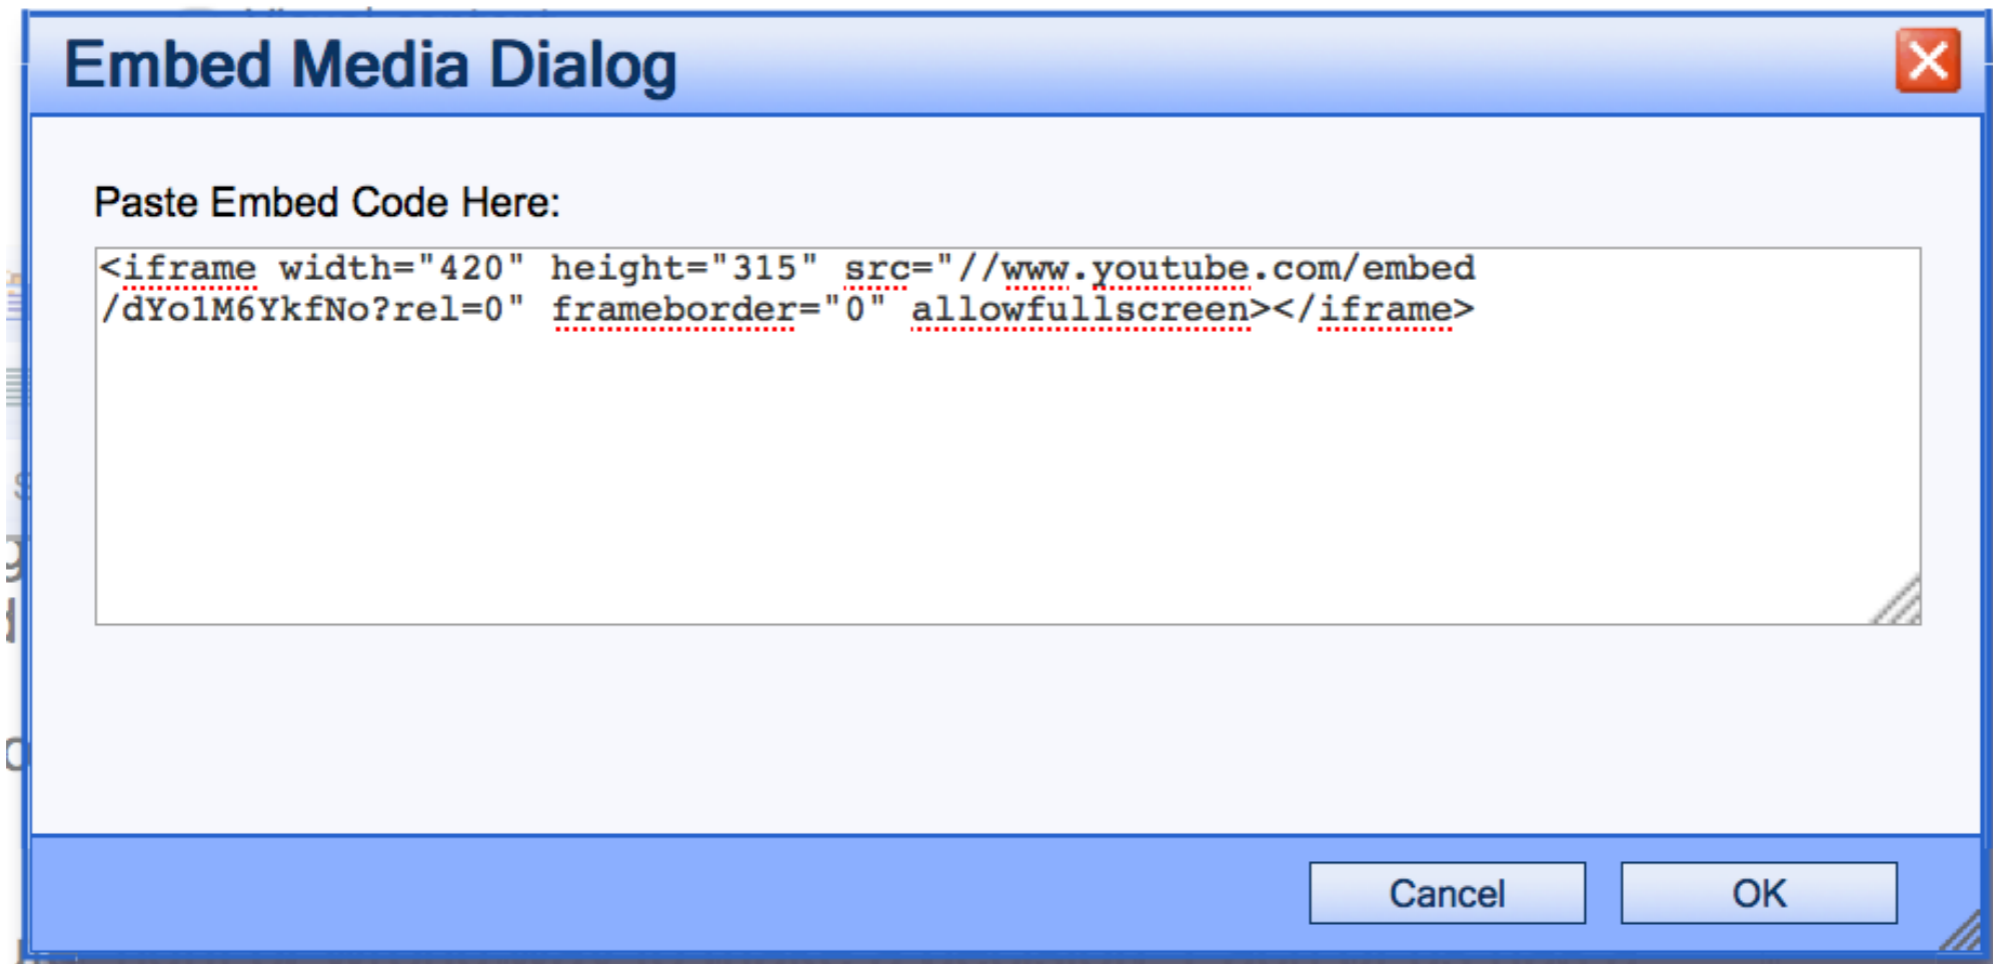 Embed Media Dialog
Paste Embed Code Here:
<iframe width="420" height="315" src="//www.youtube.com/embed
/dYo1M6YkfNo?rel=0" frameborder="0" allowfullscreen></iframe>
Cancel
OK